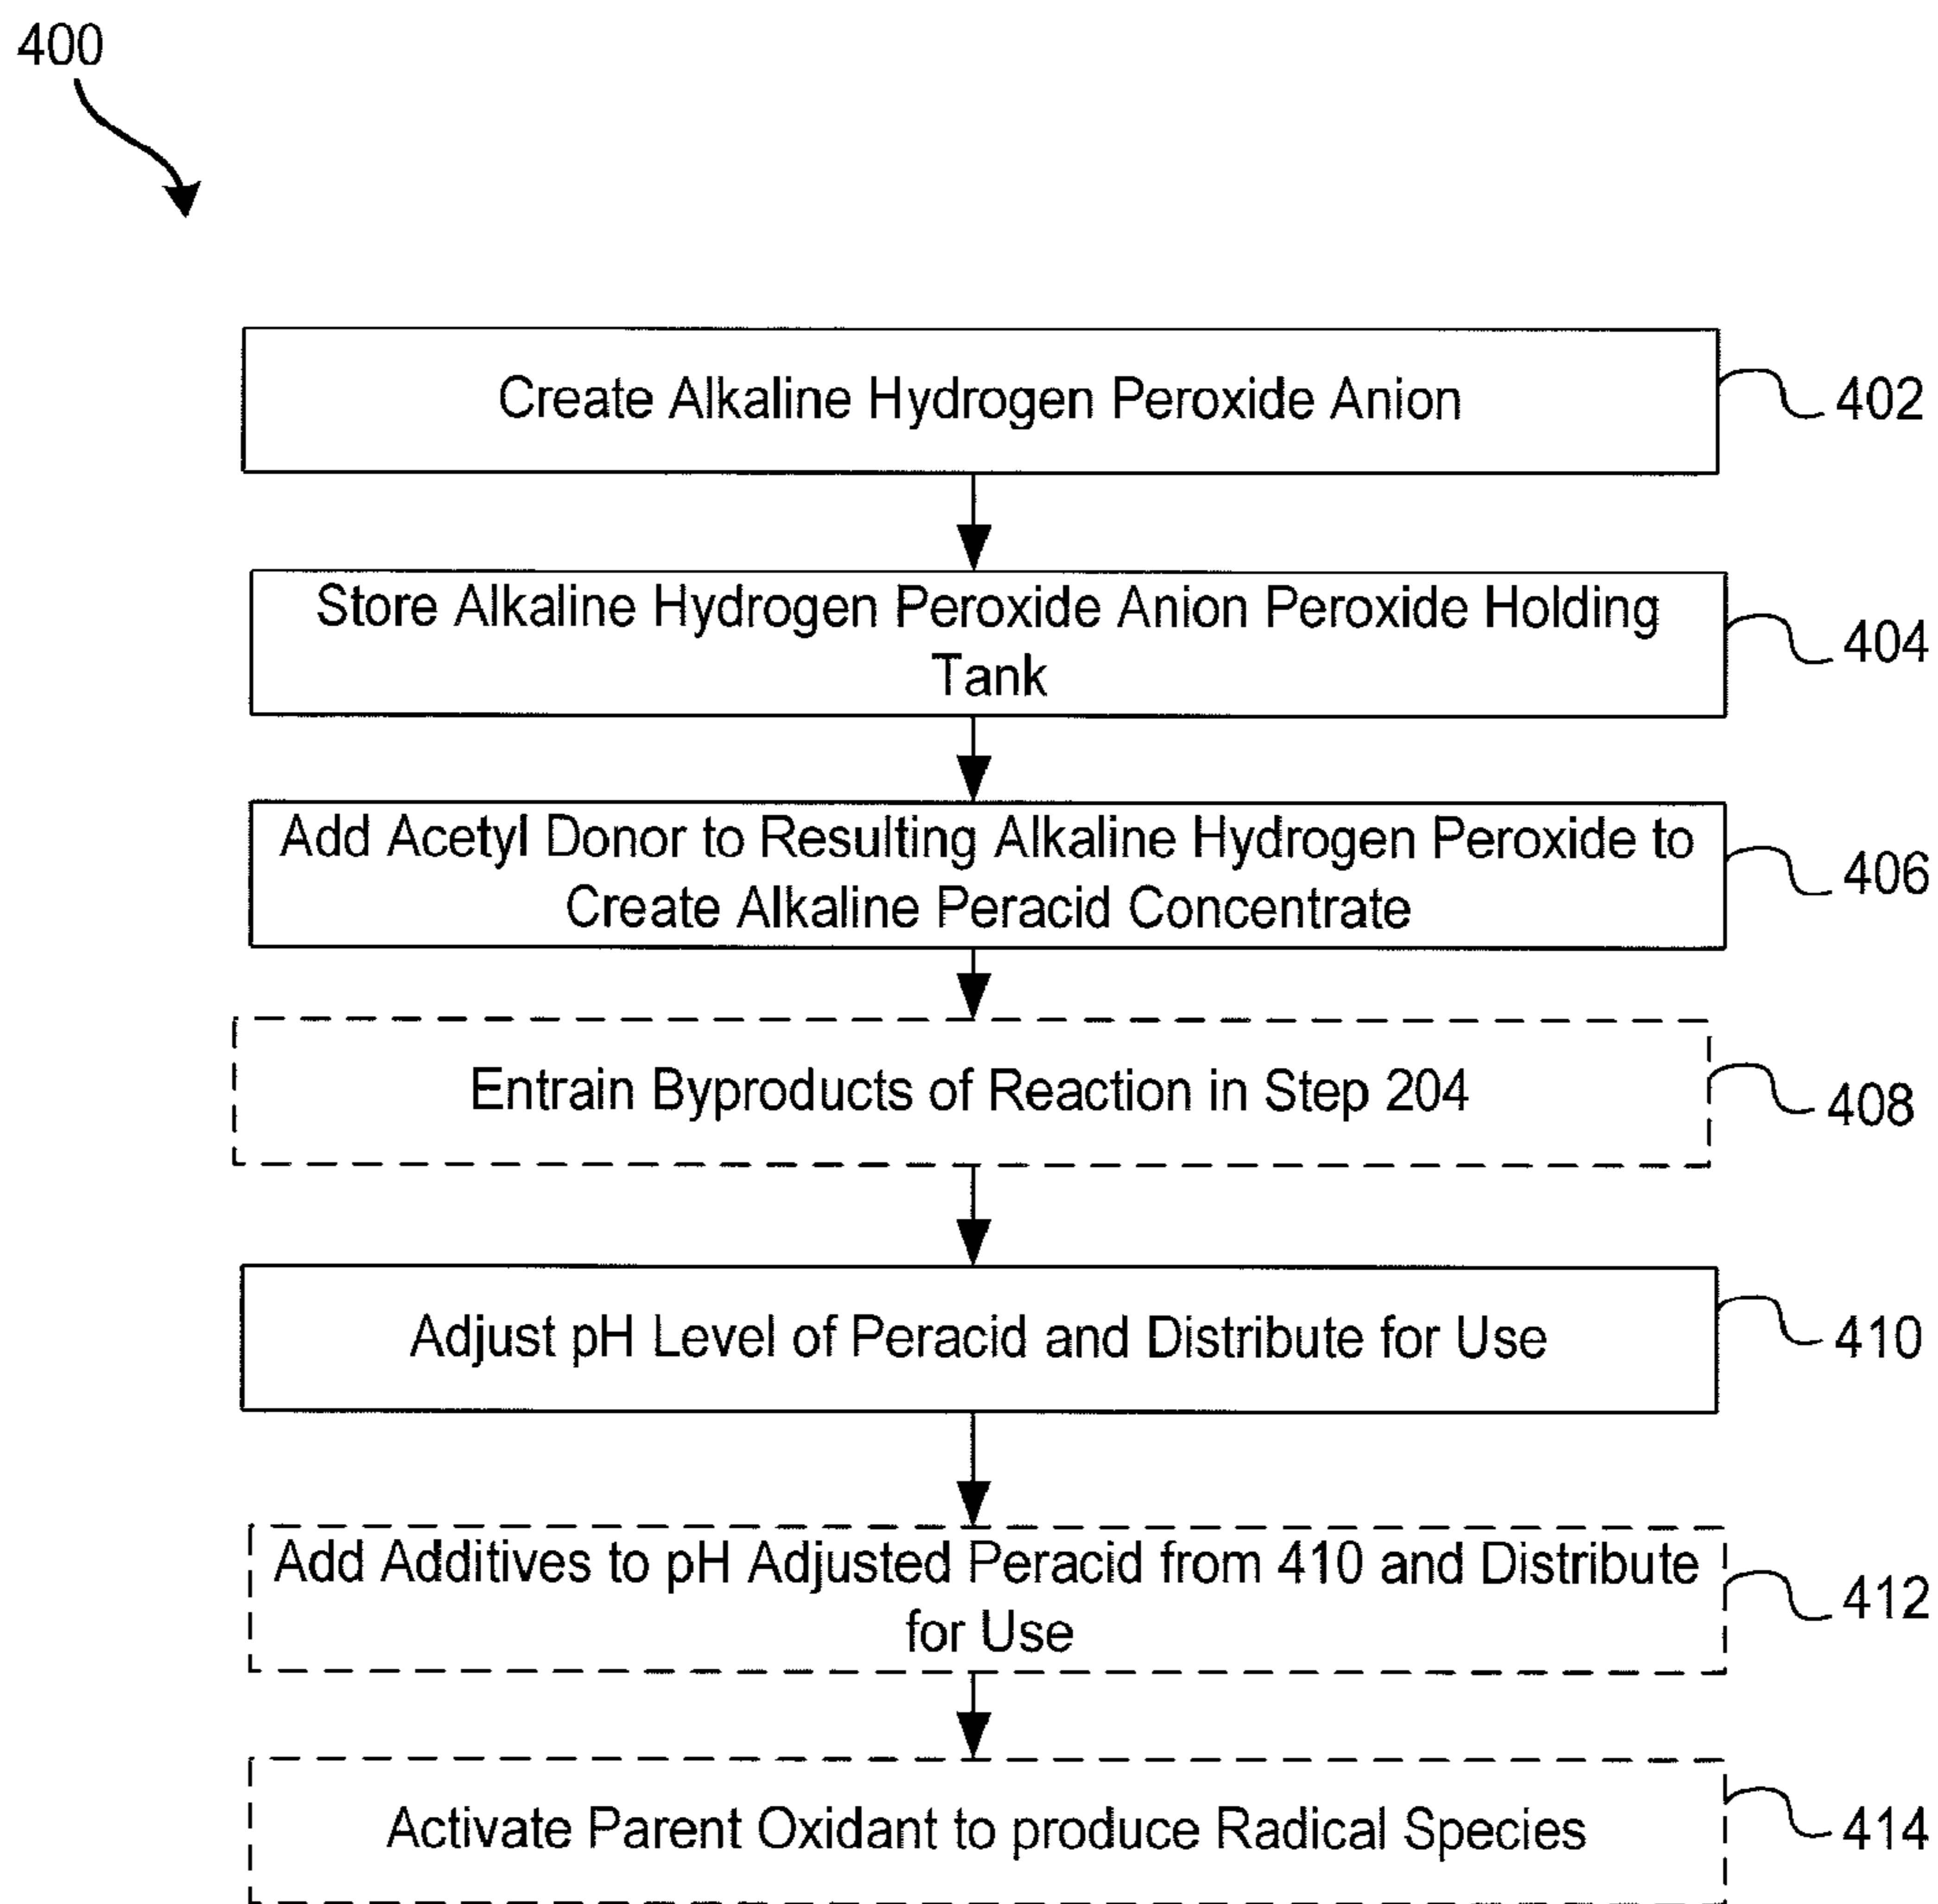 400
Create Alkaline Hydrogen Peroxide Anion
402
Store Alkaline Hydrogen Peroxide Anion Peroxide Holding
Tank
404
Add Acetyl Donor to Resulting Alkaline Hydrogen Peroxide to
Create Alkaline Peracid Concentrate
406
Entrain Byproducts of Reaction in Step 204
408
Adjust pH Level of Peracid and Distribute for Use
410
Add Additives to pH Adjusted Peracid from 410 and Distribute
for Use
412
Activate Parent Oxidant to produce Radical Species
414